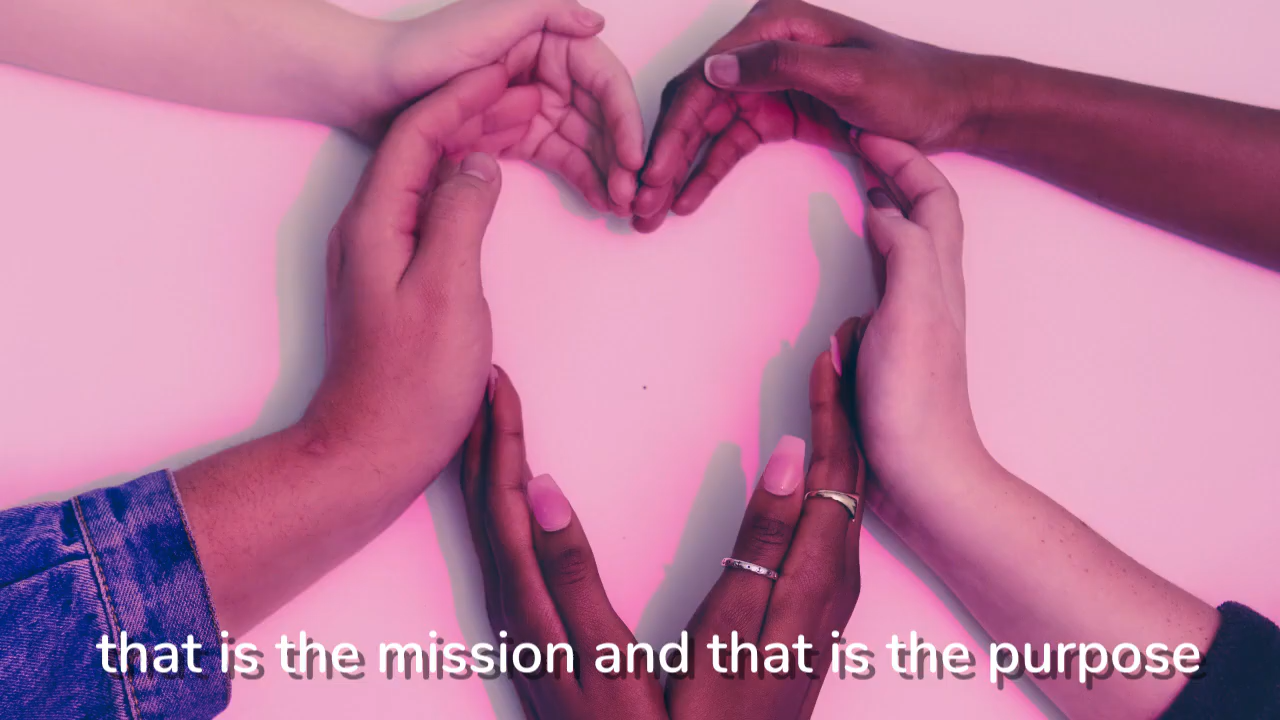 that is the mission and that is the purpose